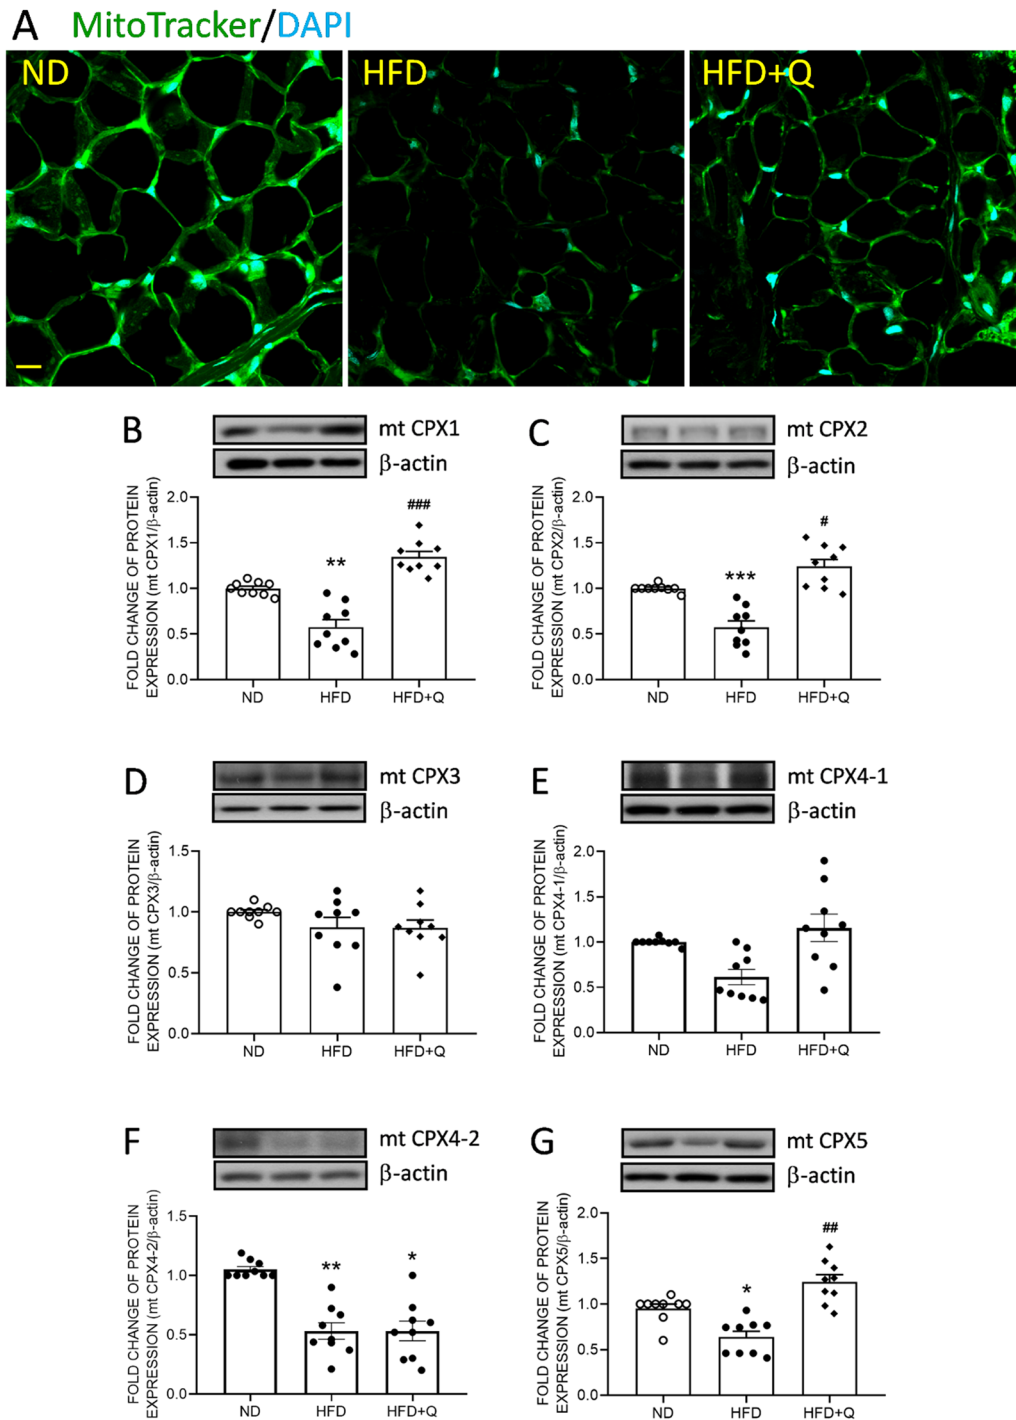 A MitoTracker/DAPI
ND HFD HFD+Q
B mt CPX1
β-actin
FOLD CHANGE OF PROTEIN
EXPRESSION (mt CPX1/β-actin)
2.0
1.5
1.0
0.5
0.0
**
###
ND HFD HFD+Q
C mt CPX2
β-actin
FOLD CHANGE OF PROTEIN
EXPRESSION (mt CPX2/β-actin)
2.0
1.5
1.0
0.5
0.0
***
#
ND HFD HFD+Q
D mt CPX3
β-actin
FOLD CHANGE OF PROTEIN
EXPRESSION (mt CPX3/β-actin)
1.5
1.0
0.5
0.0
ND HFD HFD+Q
E mt CPX4-1
β-actin
FOLD CHANGE OF PROTEIN
EXPRESSION (mt CPX4-1/β-actin)
2.0
1.5
1.0
0.5
0.0
ND HFD HFD+Q
F mt CPX4-2
β-actin
FOLD CHANGE OF PROTEIN
EXPRESSION (mt CPX4-2/β-actin)
1.5
1.0
0.5
0.0
**
*
ND HFD HFD+Q
G mt CPX5
β-actin
FOLD CHANGE OF PROTEIN
EXPRESSION (mt CPX5/β-actin)
2.0
1.5
1.0
0.5
0.0
*
##
ND HFD HFD+Q